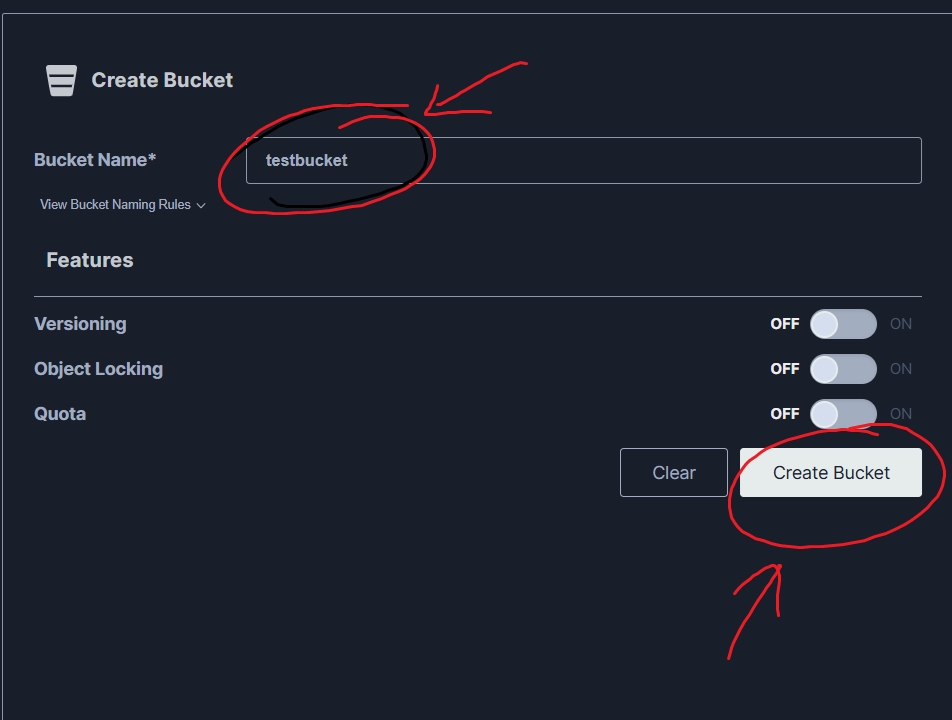 Create Bucket
Bucket Name*
testbucket
View Bucket Naming Rules
Features
Versioning OFF ON
Object Locking OFF ON
Quota OFF ON
Clear Create Bucket